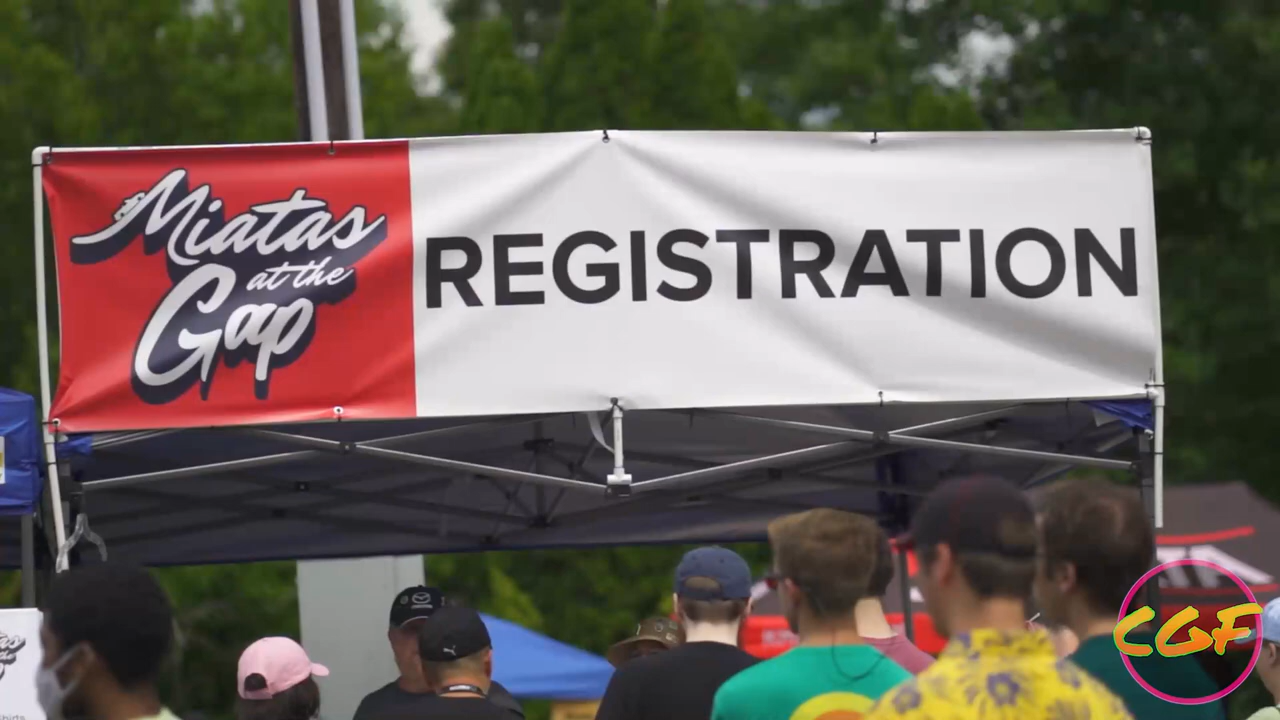 Miatas
at the
Gap
REGISTRATION
CGF